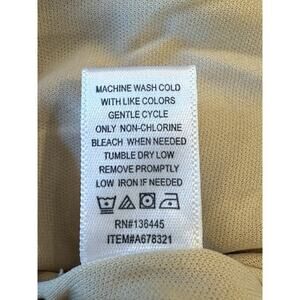 MACHINE WASH COLD
WITH LIKE COLORS
GENTLE CYCLE
ONLY NON-CHLORINE
BLEACH WHEN NEEDED
TUMBLE DRY LOW
REMOVE PROMPTLY
LOW IRON IF NEEDED
RN#136445
ITEM#A678321